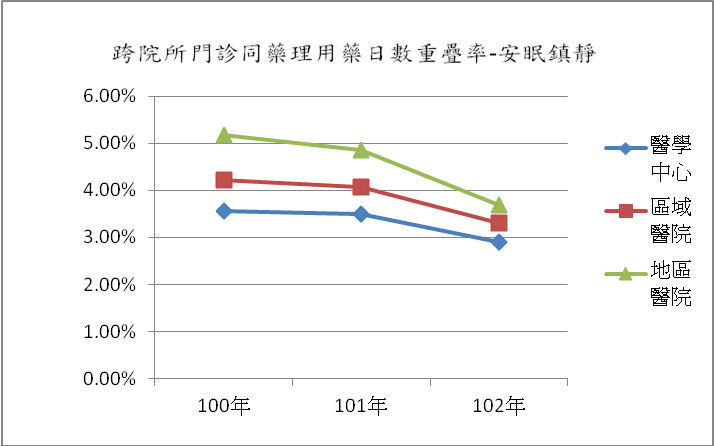 跨院所門診同藥理用藥日數重疊率-安眠鎮靜
6.00%
5.00%
4.00%
3.00%
2.00%
1.00%
0.00%
100年
101年
102年
醫學
中心
區域
醫院
地區
醫院